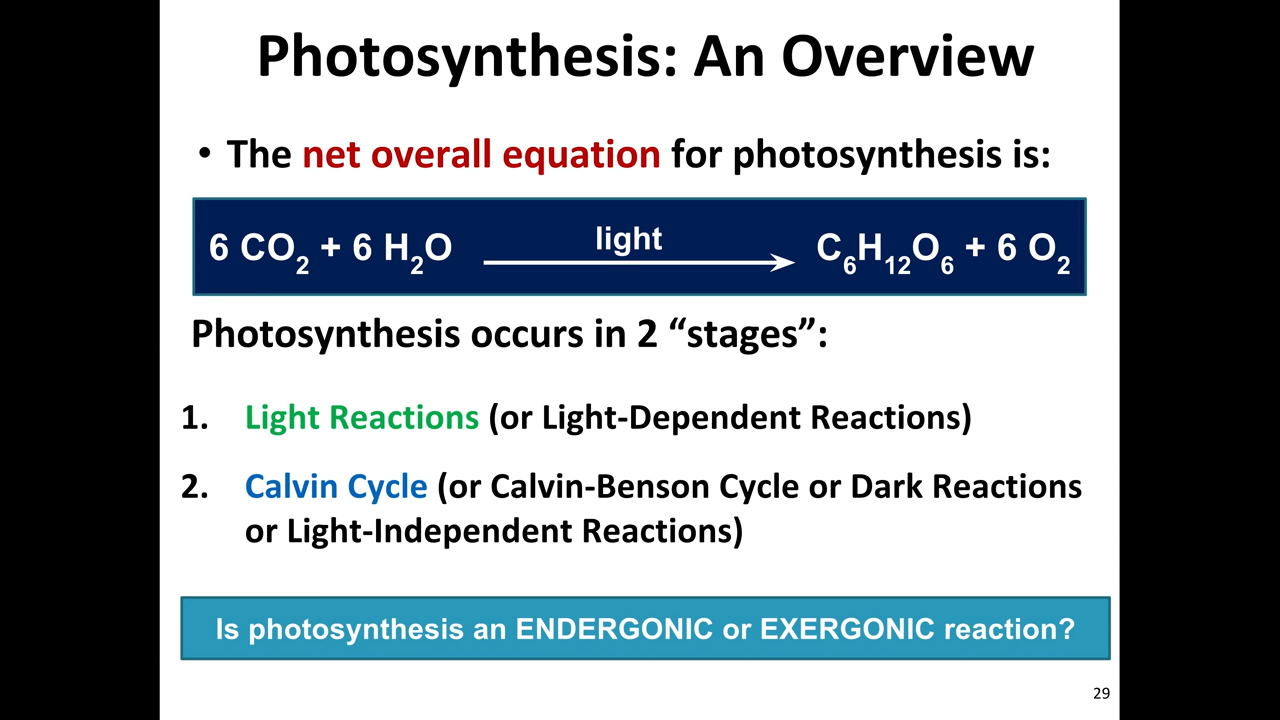 Photosynthesis: An Overview
• The net overall equation for photosynthesis is:
6 CO₂ + 6 H₂O light C₆H₁₂O₆ + 6 O₂
Photosynthesis occurs in 2 “stages”:
1. Light Reactions (or Light-Dependent Reactions)
2. Calvin Cycle (or Calvin-Benson Cycle or Dark Reactions
or Light-Independent Reactions)
Is photosynthesis an ENDERGONIC or EXERGONIC reaction?
29